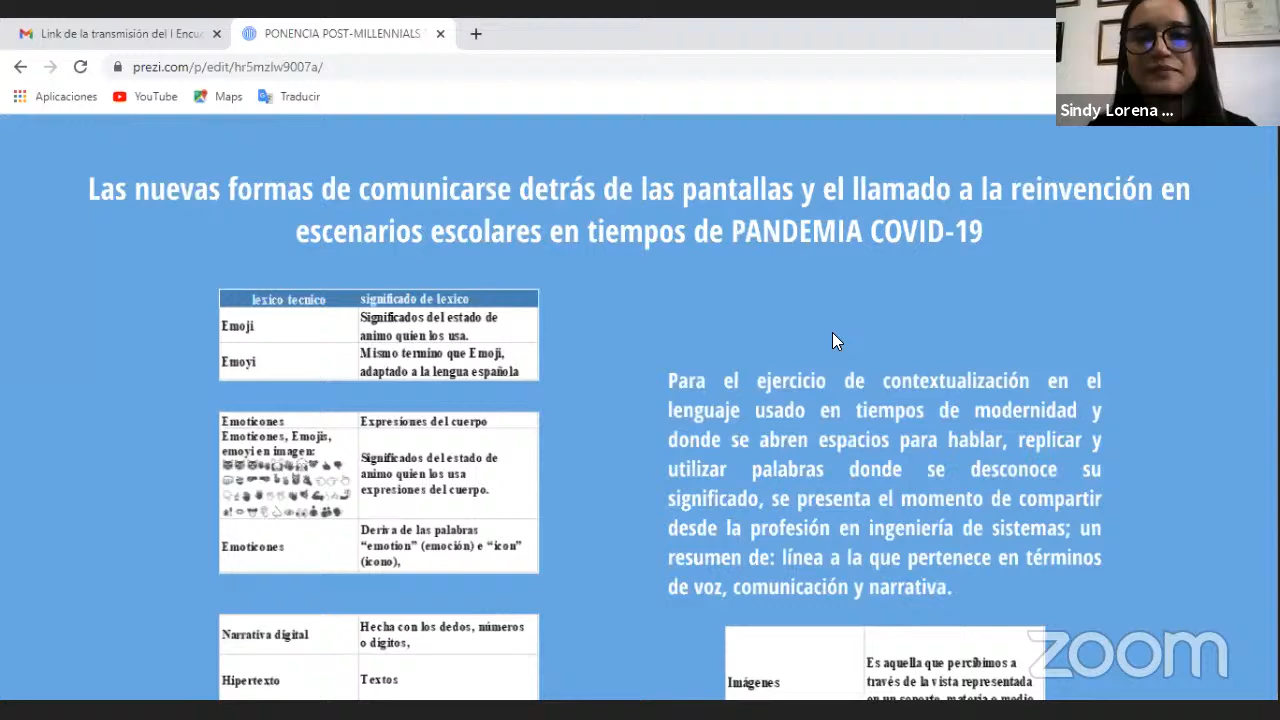 Link de la transmisión del I Encue
PONENCIA POST-MILLENNIALS
prezi.com/p/edit/hr5mzlw9007a/
Aplicaciones
YouTube
Maps
Traducir
Sindy Lorena ...
Las nuevas formas de comunicarse detrás de las pantallas y el llamado a la reinvención en
escenarios escolares en tiempos de PANDEMIA COVID-19
lexico tecnico
significado de lexico
Emoji
Significados del estado de
animo quien los usa.
Emoyi
Mismo termino que Emoji,
adaptado a la lengua española
Emoticones
Expresiones del cuerpo
Emoticones, Emojis,
emoyi en imagen:
Significados del estado de
animo quien los usa
expresiones del cuerpo.
Emoticones
Deriva de las palabras
“emotion” (emoción) e “icon”
(icono),
Narrativa digital
Hecha con los dedos, números
o dígitos,
Hipertexto
Textos
Para el ejercicio de contextualización en el
lenguaje usado en tiempos de modernidad y
donde se abren espacios para hablar, replicar y
utilizar palabras donde se desconoce su
significado, se presenta el momento de compartir
desde la profesión en ingeniería de sistemas; un
resumen de: línea a la que pertenece en términos
de voz, comunicación y narrativa.
Imágenes
Es aquella que percibimos a
través de la vista representada
en un soporte, materia o medio
zoom